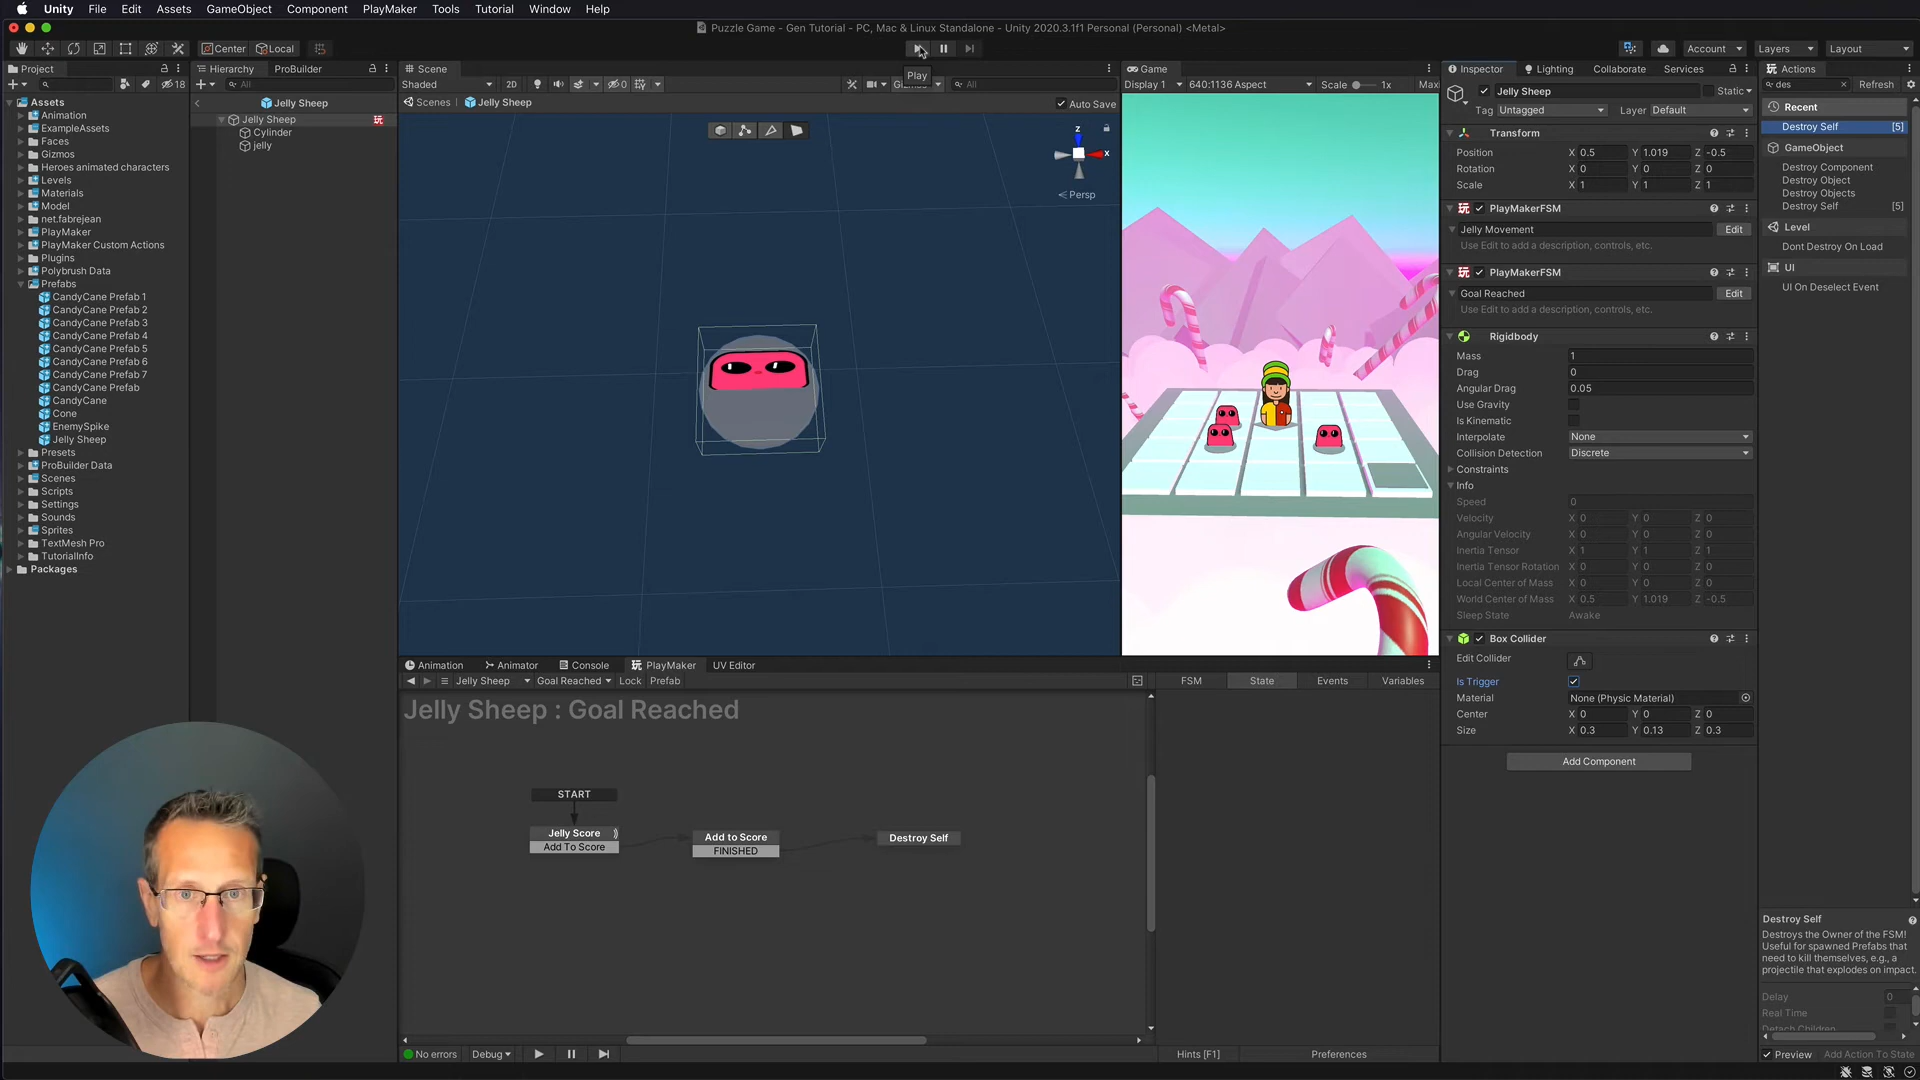 Unity File Edit Assets GameObject Component PlayMaker Tools Tutorial Window Help
Puzzle Game - Gen Tutorial - PC, Mac & Linux Standalone - Unity 2020.3.1f1 Personal (Personal) <Metal>
Center Local Account Layers Layout
Play
Project
18
Assets
Animation
ExampleAssets
Faces
Gizmos
Heroes animated characters
Levels
Materials
Model
net.fabrejean
PlayMaker
PlayMaker Custom Actions
Plugins
Polybrush Data
Prefabs
CandyCane Prefab 1
CandyCane Prefab 2
CandyCane Prefab 3
CandyCane Prefab 4
CandyCane Prefab 5
CandyCane Prefab 6
CandyCane Prefab 7
CandyCane Prefab
CandyCane
Cone
EnemySpike
Jelly Sheep
Presets
ProBuilder Data
Scenes
Scripts
Settings
Sounds
Sprites
TextMesh Pro
TutorialInfo
Packages
Hierarchy ProBuilder
All
Jelly Sheep
Jelly Sheep
Cylinder
jelly
Scene
Shaded 2D 0 All
Scenes Jelly Sheep Auto Save
z
x
Persp
Game
Display 1 640:1136 Aspect Scale 1x
Animation Animator Console PlayMaker UV Editor
Jelly Sheep Goal Reached Lock Prefab
FSM State Events Variables
Jelly Sheep : Goal Reached
START
Jelly Score
Add To Score
Add to Score
FINISHED
Destroy Self
No errors Debug Hints [F1] Preferences
Inspector Lighting Collaborate Services
Jelly Sheep Static
Tag Untagged Layer Default
Transform
Position X 0.5 Y 1.019 Z -0.5
Rotation X 0 Y 0 Z 0
Scale X 1 Y 1 Z 1
PlayMakerFSM
Jelly Movement Edit
Use Edit to add a description, controls, etc.
PlayMakerFSM
Goal Reached Edit
Use Edit to add a description, controls, etc.
Rigidbody
Mass 1
Drag 0
Angular Drag 0.05
Use Gravity
Is Kinematic
Interpolate None
Collision Detection Discrete
Constraints
Info
Speed 0
Velocity X 0 Y 0 Z 0
Angular Velocity X 0 Y 0 Z 0
Inertia Tensor X 1 Y 1 Z 1
Inertia Tensor Rotation X 0 Y 0 Z 0
Local Center of Mass X 0 Y 0 Z 0
World Center of Mass X 0.5 Y 1.019 Z -0.5
Sleep State Awake
Box Collider
Edit Collider
Is Trigger
Material None (Physic Material)
Center X 0 Y 0 Z 0
Size X 0.3 Y 0.13 Z 0.3
Add Component
Actions
des Refresh
Recent
Destroy Self [5]
GameObject
Destroy Component
Destroy Object
Destroy Objects
Destroy Self [5]
Level
Dont Destroy On Load
UI
UI On Deselect Event
Destroy Self
Destroys the Owner of the FSM!
Useful for spawned Prefabs that
need to kill themselves, e.g., a
projectile that explodes on impact.
Delay 0
Real Time
Detach Children
Preview Add Action To State